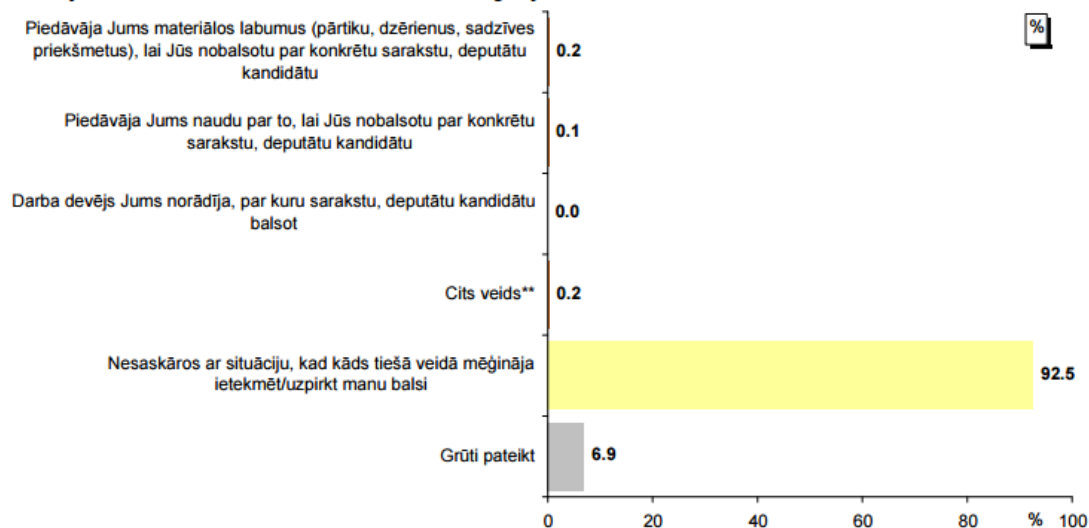 Piedāvāja Jums materiālos labumus (pārtiku, dzērienus, sadzīves
priekšmetus), lai Jūs nobalsotu par konkrētu sarakstu, deputātu
kandidātu
0.2
%
Piedāvāja Jums naudu par to, lai Jūs nobalsotu par konkrētu
sarakstu, deputātu kandidātu
0.1
Darba devējs Jums norādīja, par kuru sarakstu, deputātu kandidātu
balsot
0.0
Cits veids**
0.2
Nesaskāros ar situāciju, kad kāds tiešā veidā mēģināja
ietekmēt/uzpirkt manu balsi
92.5
Grūti pateikt
6.9
0 20 40 60 80 % 100